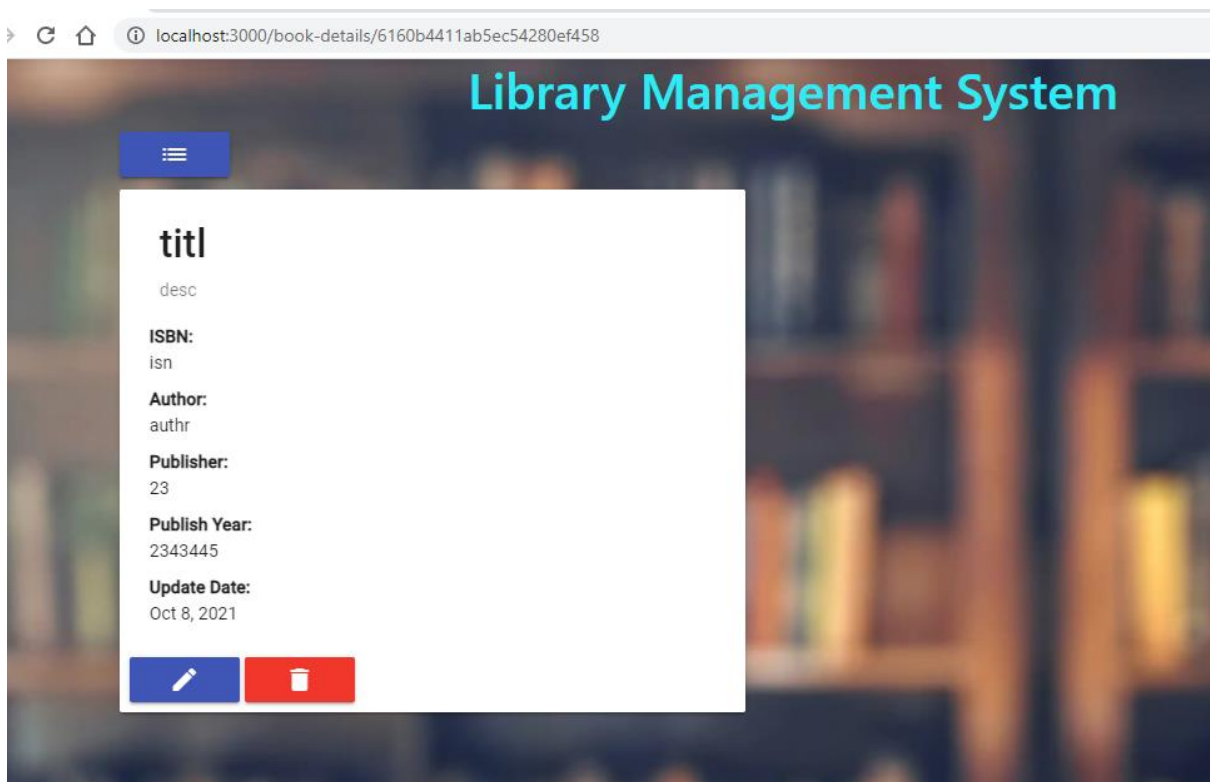 localhost:3000/book-details/6160b4411ab5ec54280ef458
Library Management System
titl
desc
ISBN:
isn
Author:
authr
Publisher:
23
Publish Year:
2343445
Update Date:
Oct 8, 2021